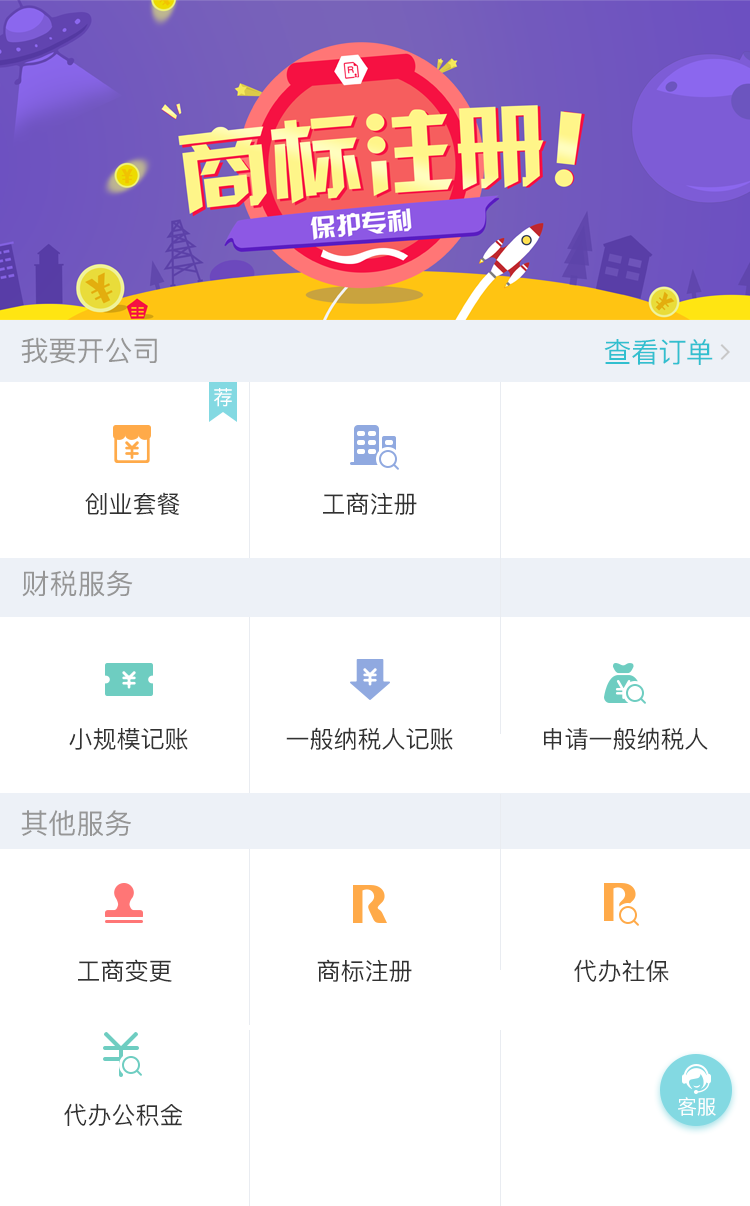 商标注册!
保护专利
我要开公司 查看订单
荐
创业套餐 工商注册
财税服务
小规模记账 一般纳税人记账 申请一般纳税人
其他服务
工商变更 商标注册 代办社保
代办公积金
客服